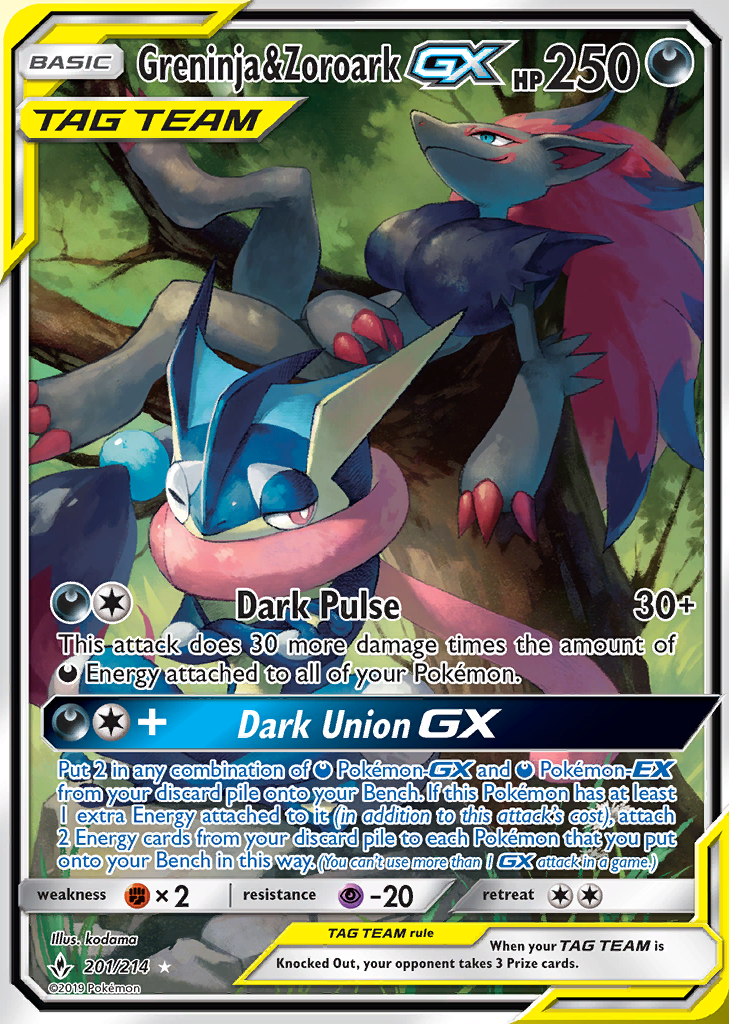 BASIC Greninja&Zoroark GX HP 250
TAG TEAM
Dark Pulse 30+
This attack does 30 more damage times the amount of
Energy attached to all of your Pokémon.
+ Dark Union GX
Put 2 in any combination of Pokémon-GX and Pokémon-EX
from your discard pile onto your Bench. If this Pokémon has at least
1 extra Energy attached to it (in addition to this attack's cost), attach
2 Energy cards from your discard pile to each Pokémon that you put
onto your Bench in this way. (You can't use more than 1 GX attack in a game.)
weakness ×2 resistance -20 retreat
Illus. kodama
TAG TEAM rule
When your TAG TEAM is
Knocked Out, your opponent takes 3 Prize cards.
201/214
©2019 Pokémon